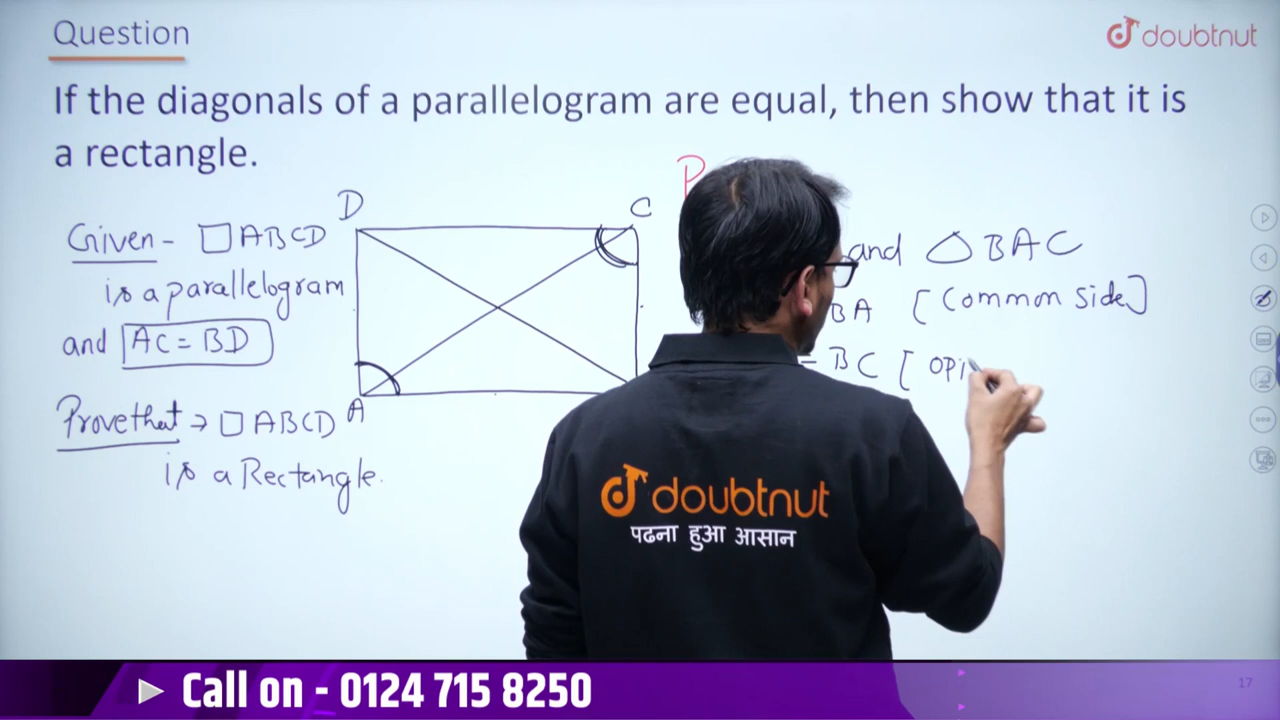 Question
doubtnut
If the diagonals of a parallelogram are equal, then show that it is
a rectangle.
P
D
C
Given - □ ABCD
is a parallelogram
and AC = BD
A
Prove that → □ ABCD
is a Rectangle.
and △ BAC
BA [Common side]
= BC [opp
doubtnut
पढना हुआ आसान
Call on - 0124 715 8250
17